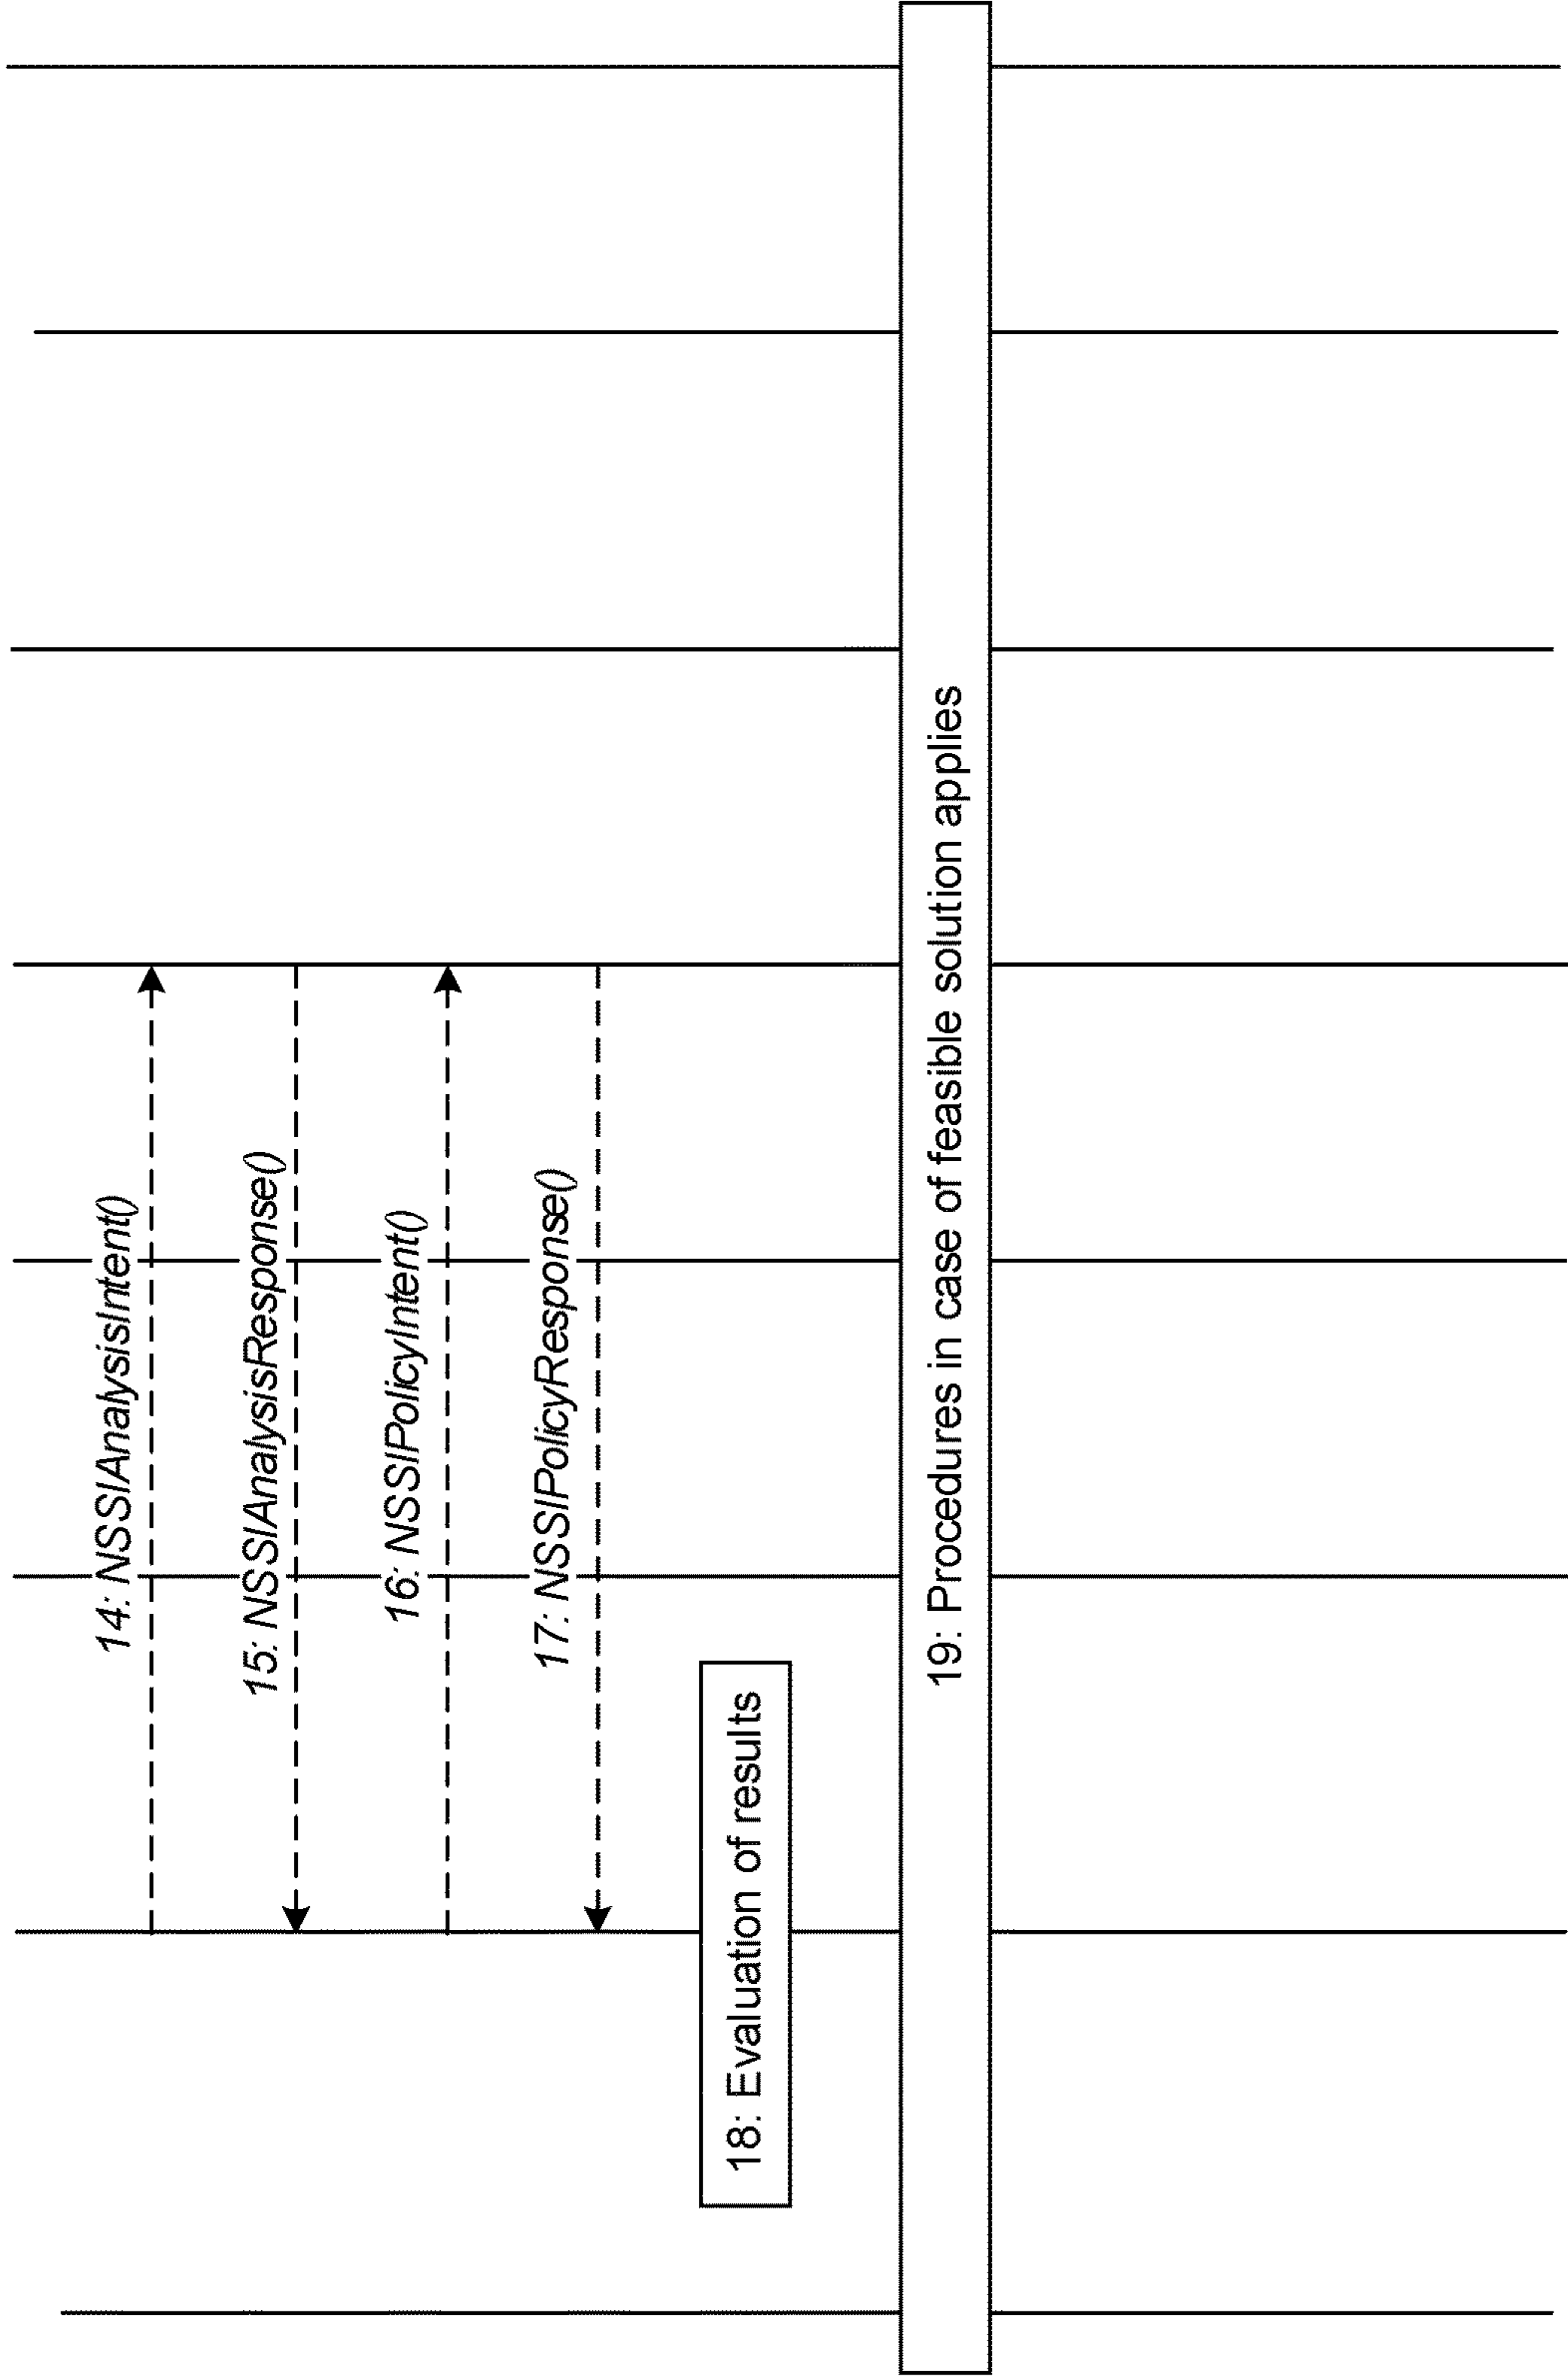 14: NSSIAnalysisIntent()
15: NSSIAnalysisResponse()
16: NSSIPolicyIntent()
17: NSSIPolicyResponse()
18: Evaluation of results
19: Procedures in case of feasible solution applies